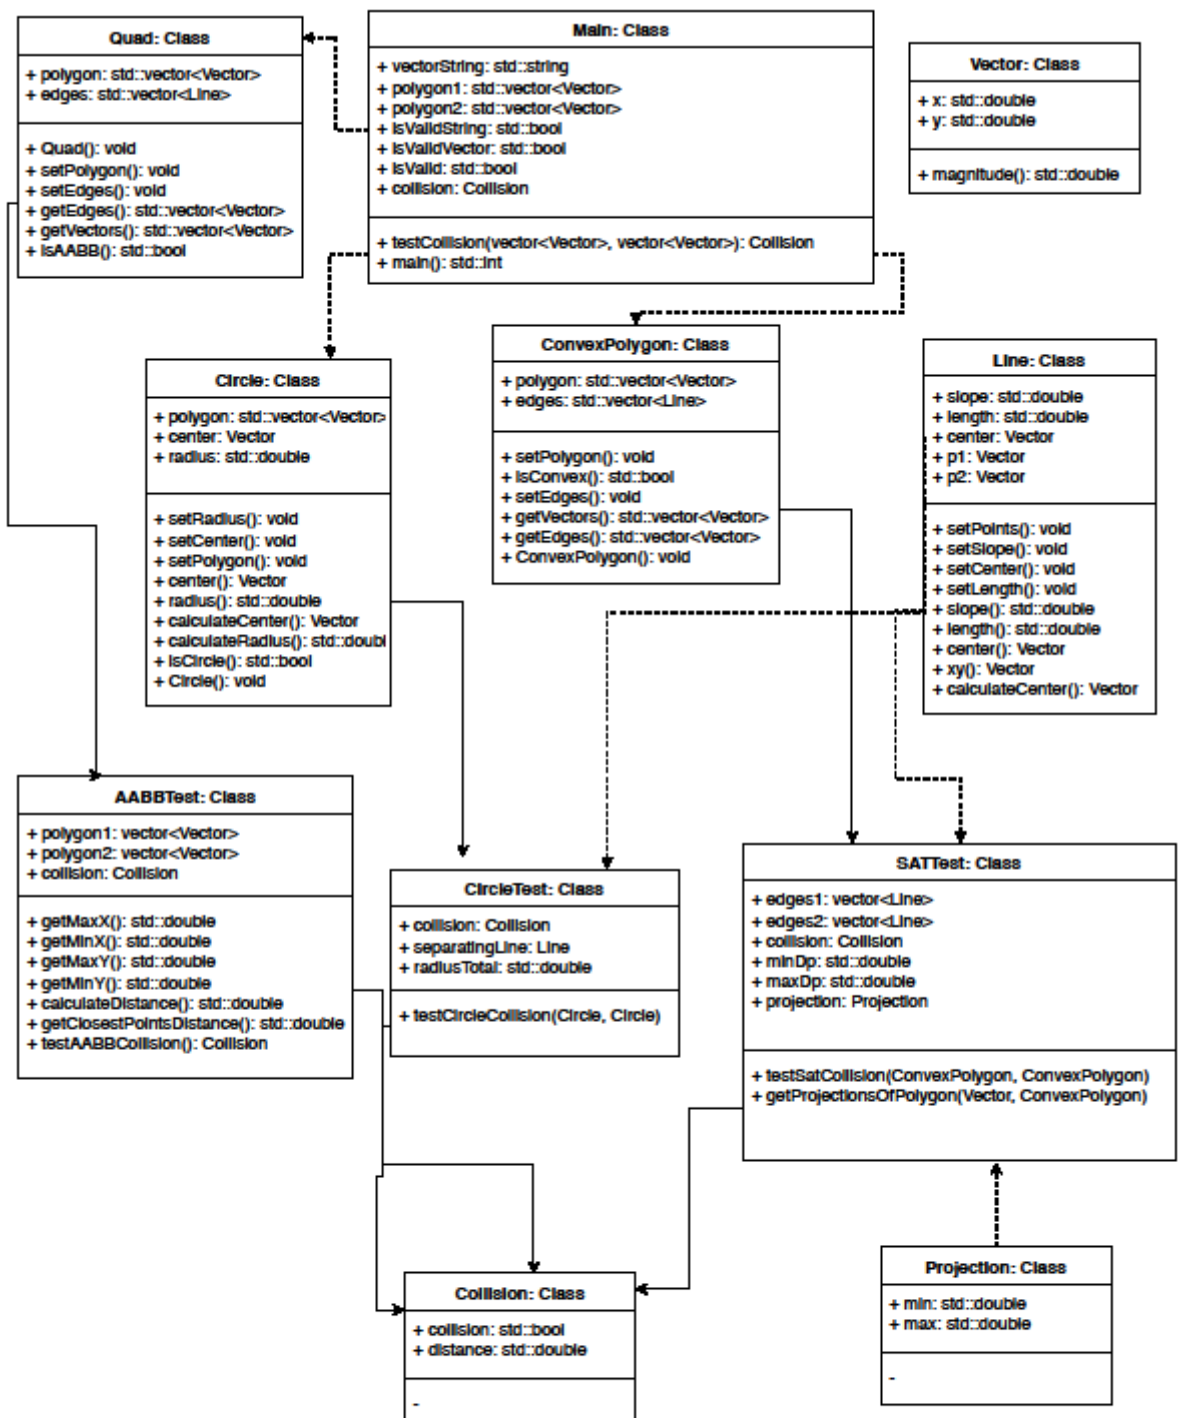 Quad: Class
+ polygon: std::vector<Vector>
+ edges: std::vector<Line>
+ Quad(): void
+ setPolygon(): void
+ setEdges(): void
+ getEdges(): std::vector<Vector>
+ getVectors(): std::vector<Vector>
+ isAABB(): std::bool
Main: Class
+ vectorString: std::string
+ polygon1: std::vector<Vector>
+ polygon2: std::vector<Vector>
+ isValidString: std::bool
+ isValidVector: std::bool
+ isValid: std::bool
+ collision: Collision
+ testCollision(vector<Vector>, vector<Vector>): Collision
+ main(): std::int
Vector: Class
+ x: std::double
+ y: std::double
+ magnitude(): std::double
Circle: Class
+ polygon: std::vector<Vector>
+ center: Vector
+ radius: std::double
+ setRadius(): void
+ setCenter(): void
+ setPolygon(): void
+ center(): Vector
+ radius(): std::double
+ calculateCenter(): Vector
+ calculateRadius(): std::doubl
+ isCircle(): std::bool
+ Circle(): void
ConvexPolygon: Class
+ polygon: std::vector<Vector>
+ edges: std::vector<Line>
+ setPolygon(): void
+ isConvex(): std::bool
+ setEdges(): void
+ getVectors(): std::vector<Vector>
+ getEdges(): std::vector<Vector>
+ ConvexPolygon(): void
Line: Class
+ slope: std::double
+ length: std::double
+ center: Vector
+ p1: Vector
+ p2: Vector
+ setPoints(): void
+ setSlope(): void
+ setCenter(): void
+ setLength(): void
+ slope(): std::double
+ length(): std::double
+ center(): Vector
+ xy(): Vector
+ calculateCenter(): Vector
AABBTest: Class
+ polygon1: vector<Vector>
+ polygon2: vector<Vector>
+ collision: Collision
+ getMaxX(): std::double
+ getMinX(): std::double
+ getMaxY(): std::double
+ getMinY(): std::double
+ calculateDistance(): std::double
+ getClosestPointsDistance(): std::double
+ testAABBCollision(): Collision
CircleTest: Class
+ collision: Collision
+ separatingLine: Line
+ radiusTotal: std::double
+ testCircleCollision(Circle, Circle)
SATTest: Class
+ edges1: vector<Line>
+ edges2: vector<Line>
+ collision: Collision
+ minDp: std::double
+ maxDp: std::double
+ projection: Projection
+ testSatCollision(ConvexPolygon, ConvexPolygon)
+ getProjectionsOfPolygon(Vector, ConvexPolygon)
Collision: Class
+ collision: std::bool
+ distance: std::double
-
Projection: Class
+ min: std::double
+ max: std::double
-